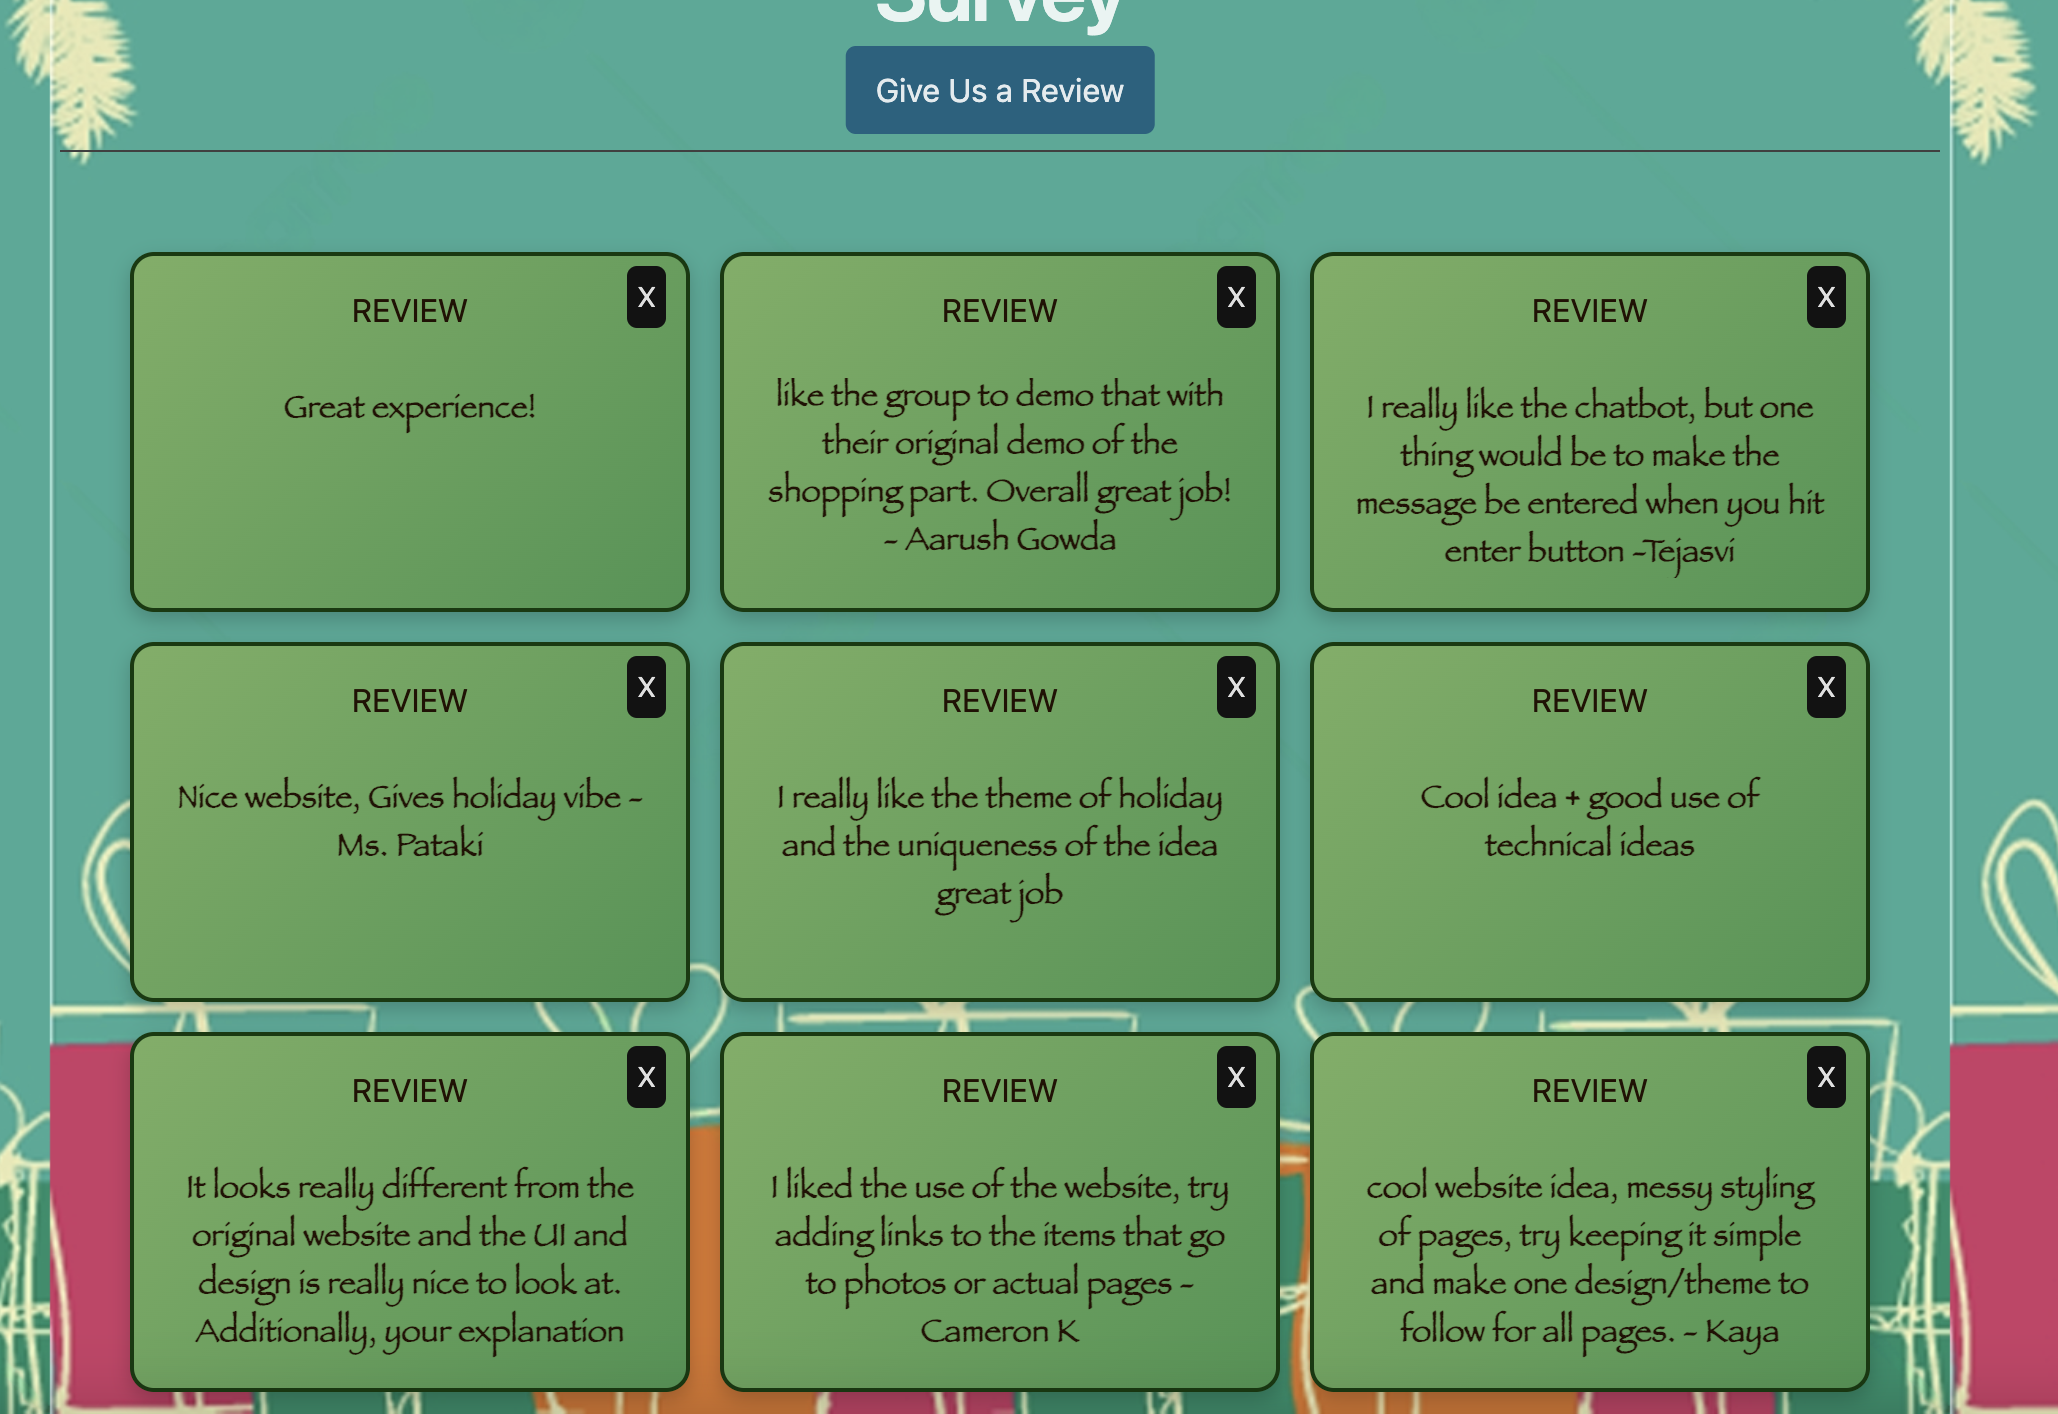 Survey
Give Us a Review
REVIEW
X
Great experience!
REVIEW
X
like the group to demo that with
their original demo of the
shopping part. Overall great job!
- Aarush Gowda
REVIEW
X
I really like the chatbot, but one
thing would be to make the
message be entered when you hit
enter button -Tejasvi
REVIEW
X
Nice website, Gives holiday vibe -
Ms. Pataki
REVIEW
X
I really like the theme of holiday
and the uniqueness of the idea
great job
REVIEW
X
Cool idea + good use of
technical ideas
REVIEW
X
It looks really different from the
original website and the UI and
design is really nice to look at.
Additionally, your explanation
REVIEW
X
I liked the use of the website, try
adding links to the items that go
to photos or actual pages -
Cameron K
REVIEW
X
cool website idea, messy styling
of pages, try keeping it simple
and make one design/theme to
follow for all pages. - Kaya